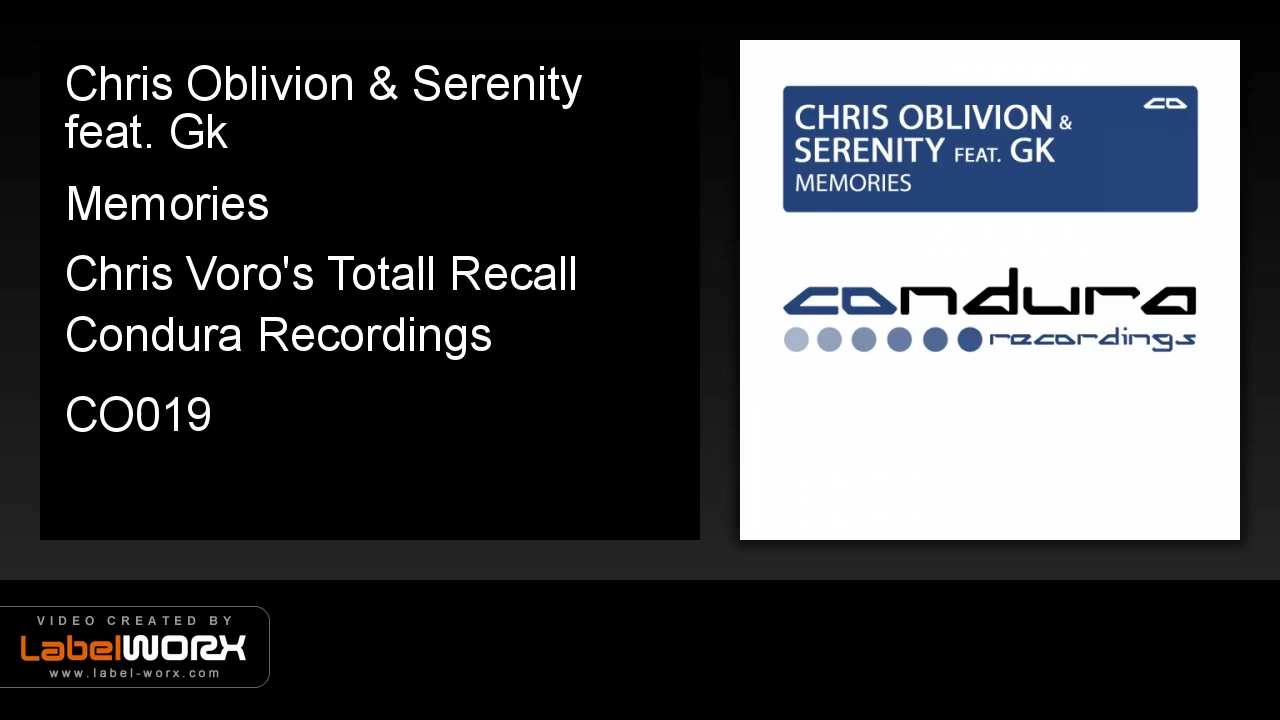 Chris Oblivion & Serenity
feat. Gk
Memories
Chris Voro's Totall Recall
Condura Recordings
CO019
CO
CHRIS OBLIVION &
SERENITY FEAT. GK
MEMORIES
condura
recordings
VIDEO CREATED BY
LabelWORX
www.label-worx.com